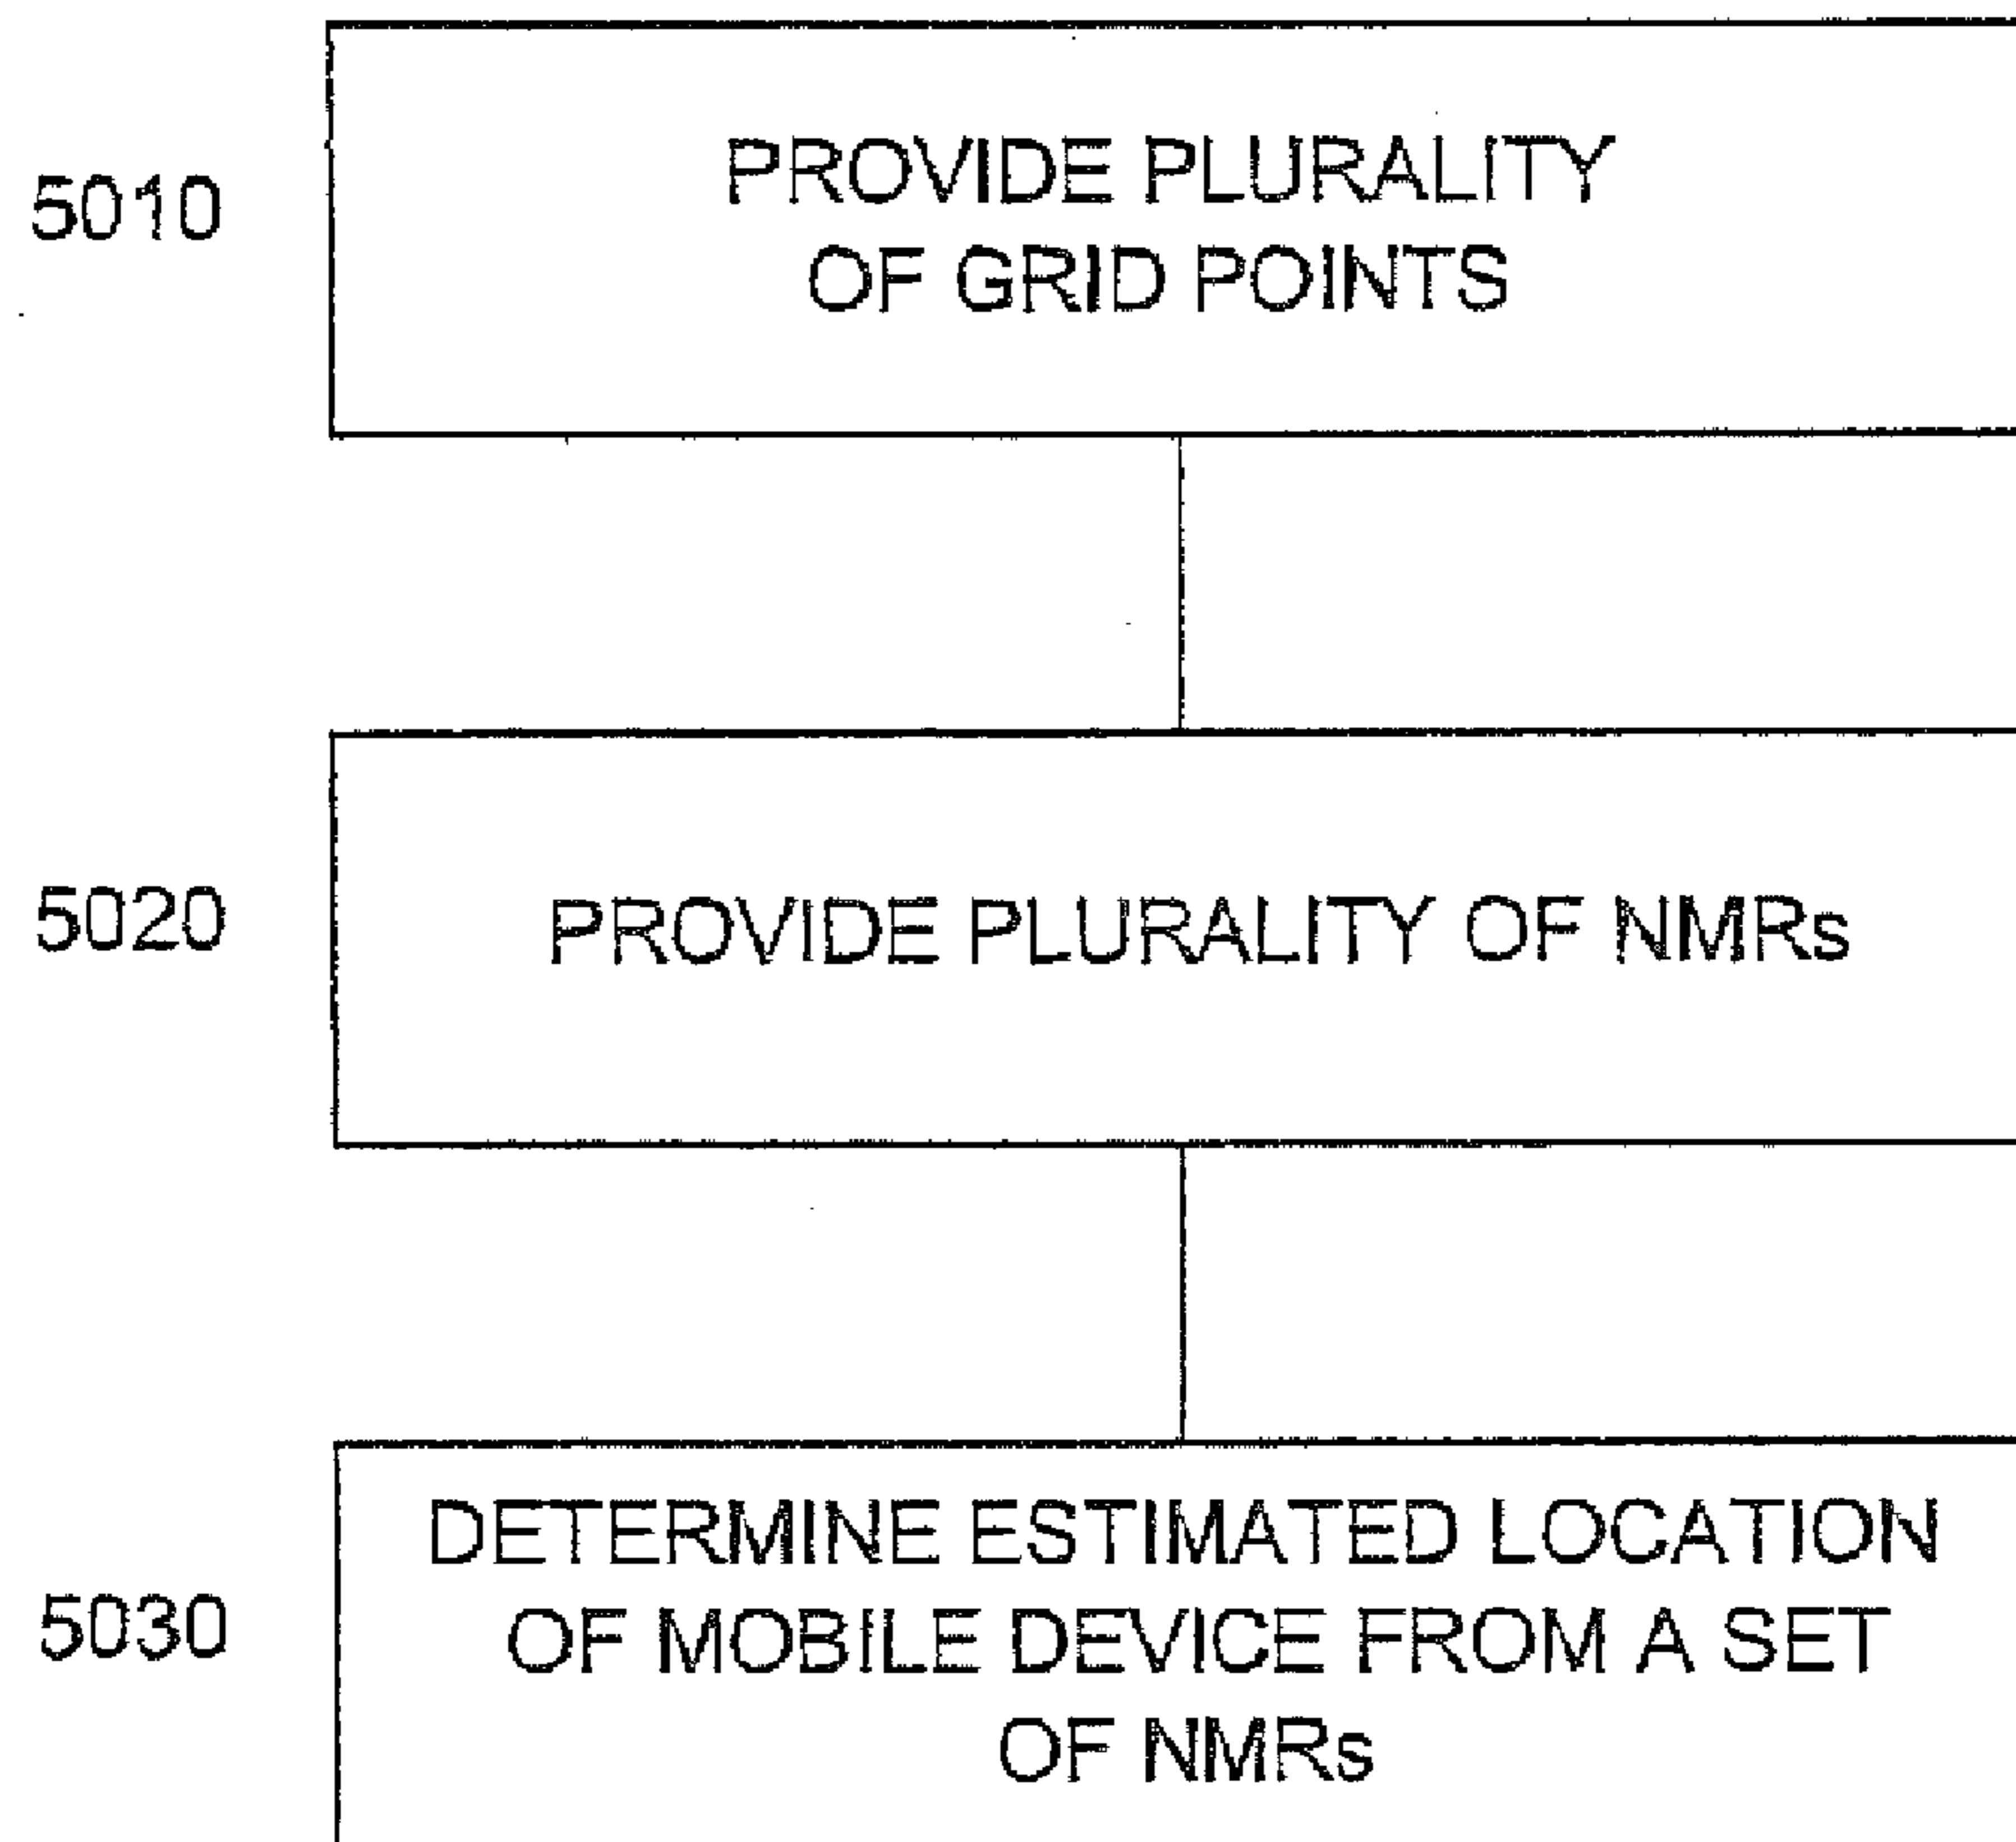 5010
PROVIDE PLURALITY
OF GRID POINTS
5020
PROVIDE PLURALITY OF NMRs
5030
DETERMINE ESTIMATED LOCATION
OF MOBILE DEVICE FROM A SET
OF NMRs